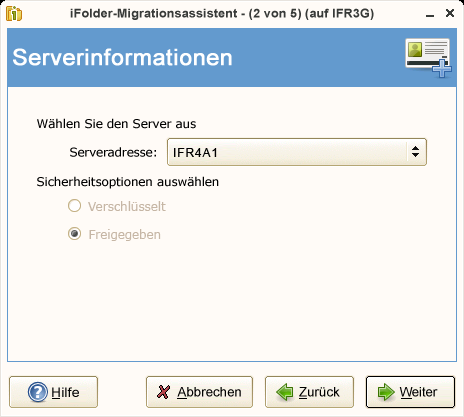 iFolder-Migrationsassistent - (2 von 5) (auf IFR3G)
Serverinformationen
Wählen Sie den Server aus
Serveradresse: IFR4A1
Sicherheitsoptionen auswählen
Verschlüsselt
Freigegeben
Hilfe Abbrechen Zurück Weiter